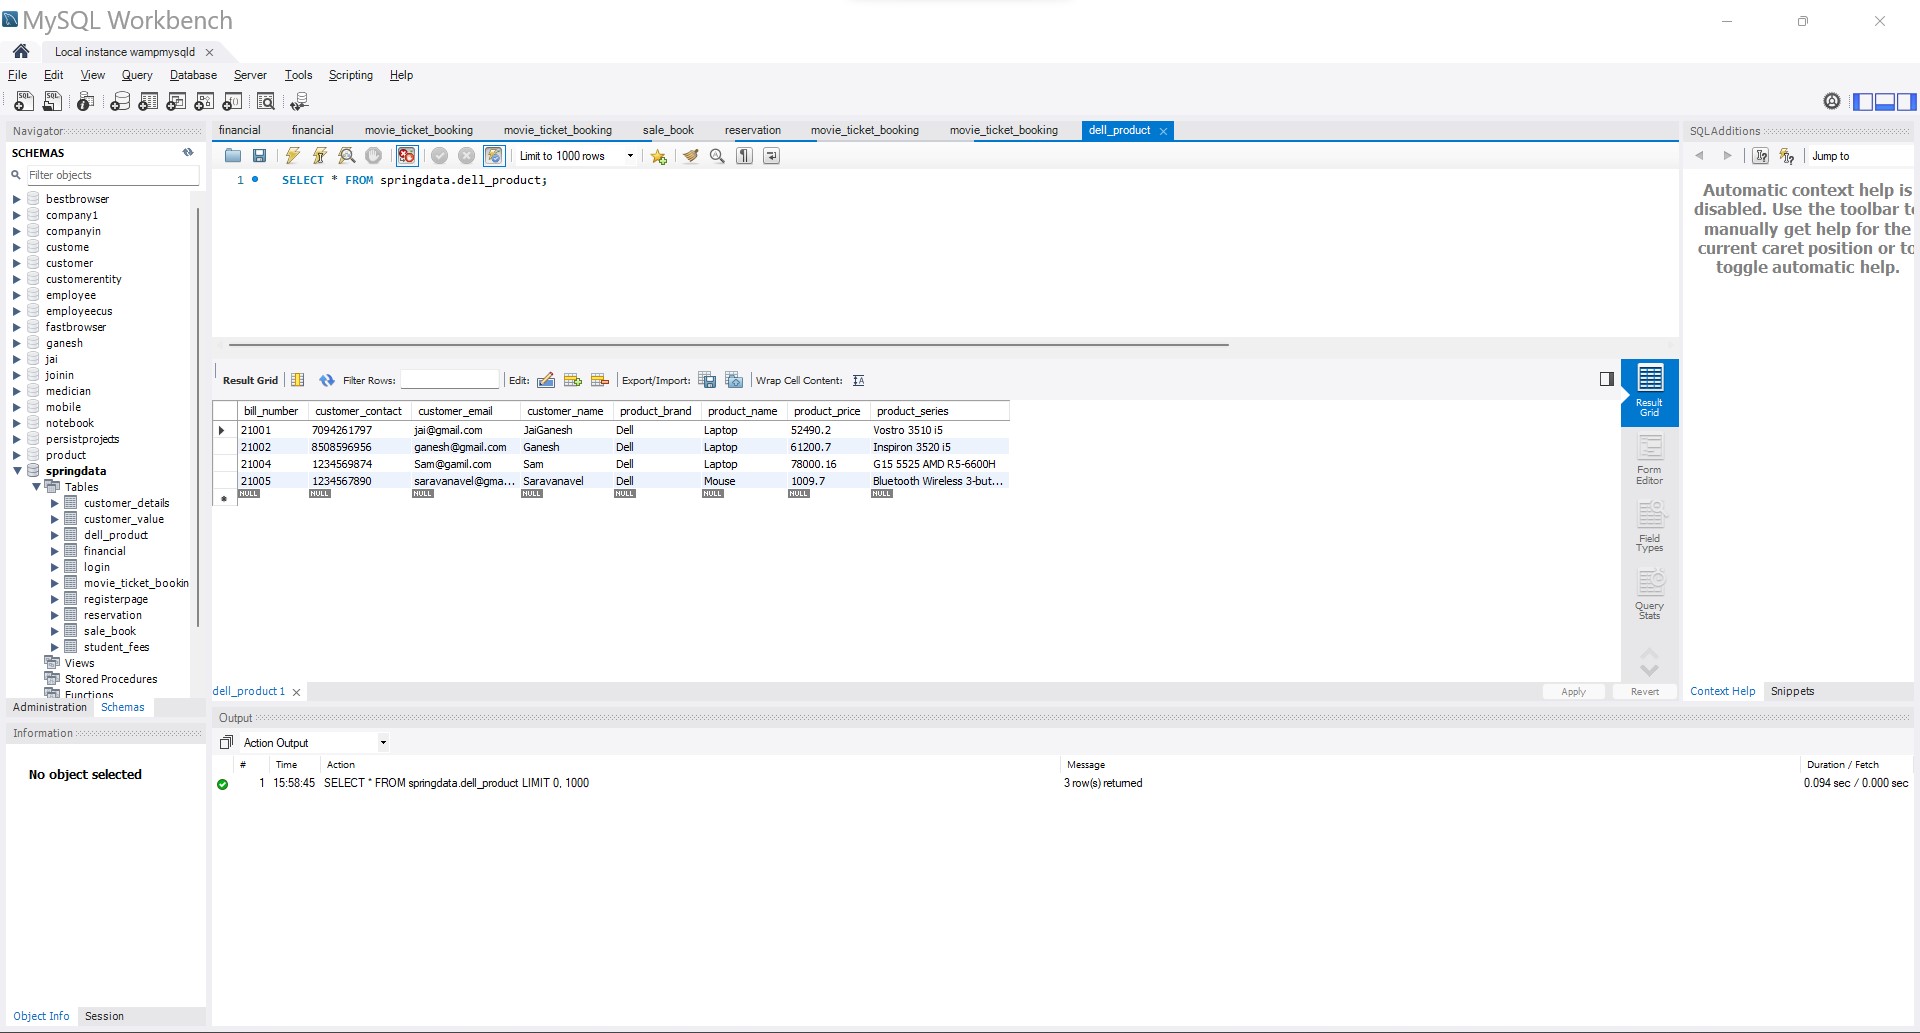 MySQL Workbench
Local instance wampmysqld
File Edit View Query Database Server Tools Scripting Help
Navigator
SCHEMAS
Filter objects
bestbrowser
company1
companyin
custome
customer
customerentity
employee
employeecus
fastbrowser
ganesh
jai
joinin
medician
mobile
notebook
persistprojects
product
springdata
Tables
customer_details
customer_value
dell_product
financial
login
movie_ticket_bookin
registerpage
reservation
sale_book
student_fees
Views
Stored Procedures
Functions
Administration Schemas
Information
No object selected
Object Info Session
financial financial movie_ticket_booking movie_ticket_booking sale_book reservation movie_ticket_booking movie_ticket_booking dell_product
Limit to 1000 rows
1 SELECT * FROM springdata.dell_product;
Result Grid Filter Rows: Edit: Export/Import: Wrap Cell Content:
bill_number customer_contact customer_email customer_name product_brand product_name product_price product_series
21001 7094261797 jai@gmail.com JaiGanesh Dell Laptop 52490.2 Vostro 3510 i5
21002 8508596956 ganesh@gmail.com Ganesh Dell Laptop 61200.7 Inspiron 3520 i5
21004 1234569874 Sam@gamil.com Sam Dell Laptop 78000.16 G15 5525 AMD R5-6600H
21005 1234567890 saravanavel@gma... Saravanavel Dell Mouse 1009.7 Bluetooth Wireless 3-but...
NULL NULL NULL NULL NULL NULL NULL NULL
Result
Grid
Form
Editor
Field
Types
Query
Stats
dell_product 1
Apply Revert
SQLAdditions
Jump to
Automatic context help is
disabled. Use the toolbar t
manually get help for the
current caret position or to
toggle automatic help.
Context Help Snippets
Output
Action Output
# Time Action Message Duration / Fetch
1 15:58:45 SELECT * FROM springdata.dell_product LIMIT 0, 1000 3 row(s) returned 0.094 sec / 0.000 sec